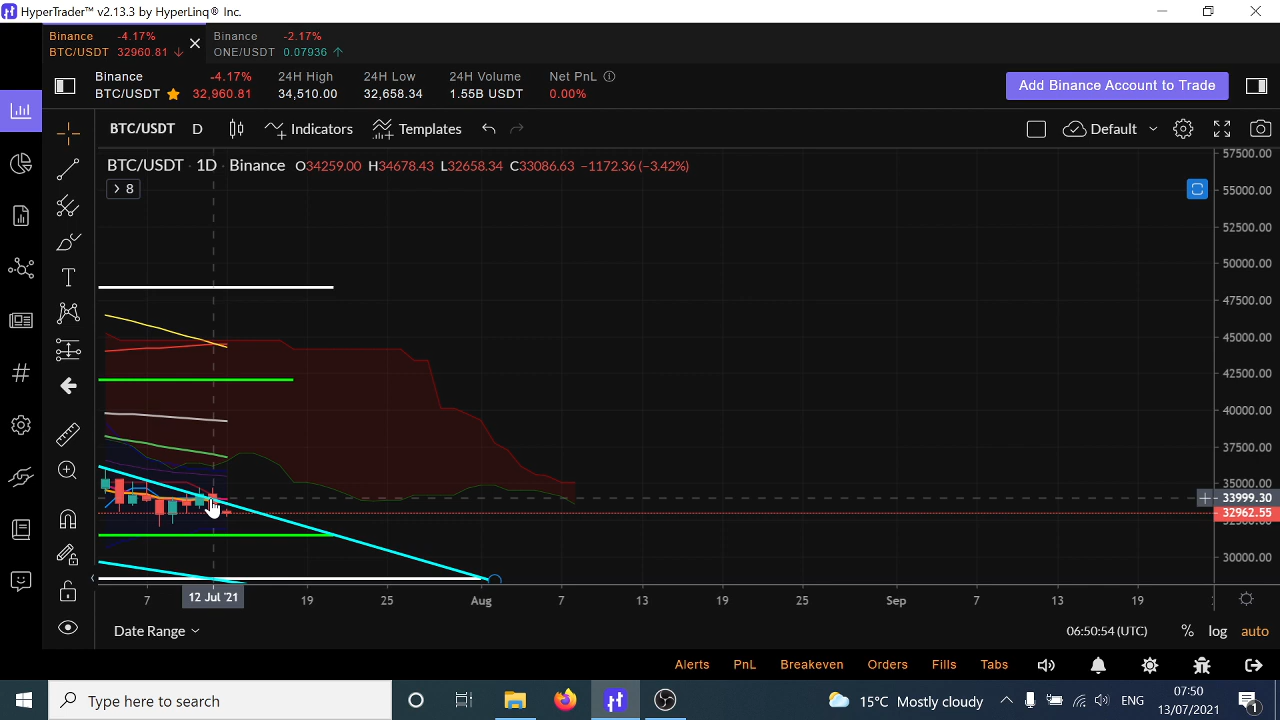 HyperTrader™ v2.13.3 by HyperLinq® Inc.
Binance -4.17%
BTC/USDT 32960.81
Binance -2.17%
ONE/USDT 0.07936
Binance -4.17%
BTC/USDT 32,960.81
24H High
34,510.00
24H Low
32,658.34
24H Volume
1.55B USDT
Net PnL
0.00%
Add Binance Account to Trade
BTC/USDT D Indicators Templates Default
BTC/USDT · 1D · Binance O34259.00 H34678.43 L32658.34 C33086.63 −1172.36 (−3.42%)
8
57500.00
55000.00
52500.00
50000.00
47500.00
45000.00
42500.00
40000.00
37500.00
35000.00
33999.30
32962.55
30000.00
7 12 Jul '21 19 25 Aug 7 13 19 25 Sep 7 13 19
Date Range 06:50:54 (UTC) % log auto
Alerts PnL Breakeven Orders Fills Tabs
Type here to search
15°C Mostly cloudy ENG
07:50
13/07/2021
1